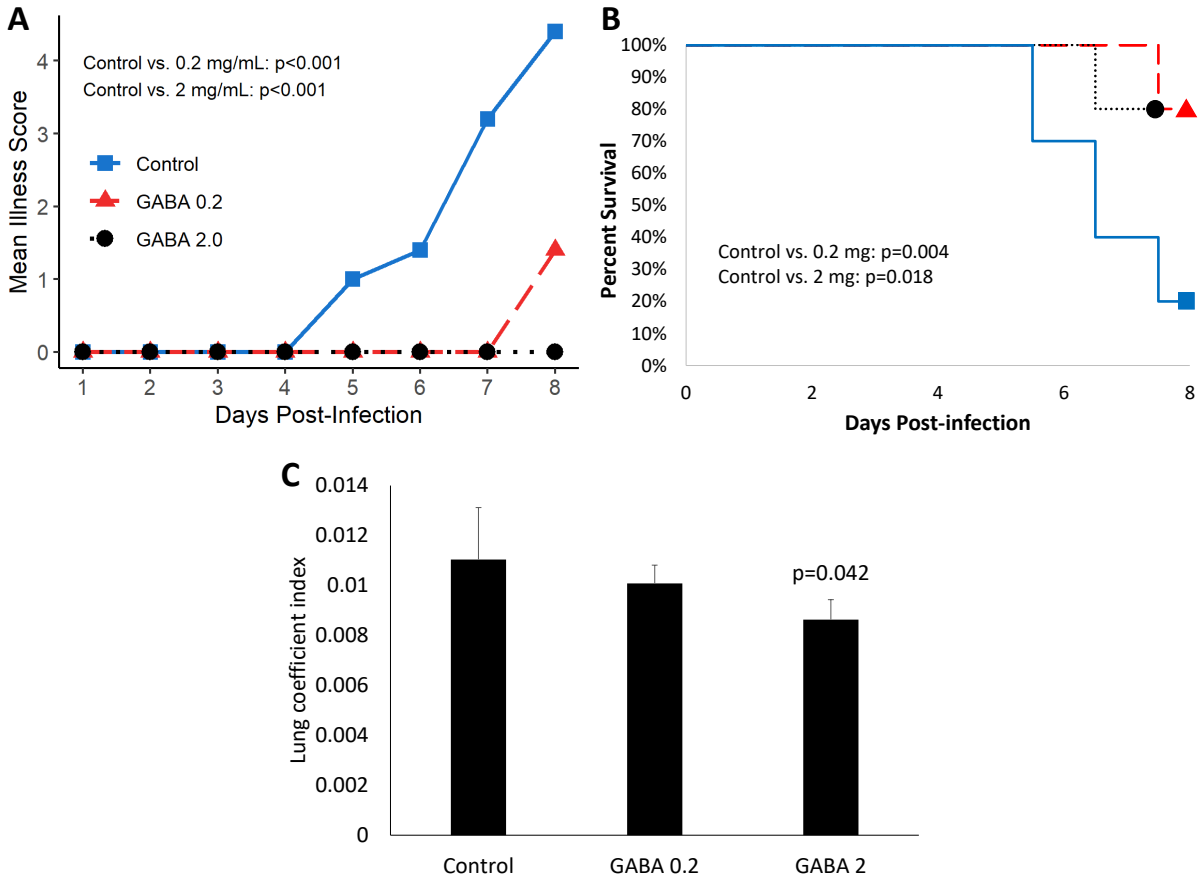 A
Mean Illness Score
4
3
2
1
0
Control vs. 0.2 mg/mL: p<0.001
Control vs. 2 mg/mL: p<0.001
Control
GABA 0.2
GABA 2.0
1 2 3 4 5 6 7 8
Days Post-Infection
B
Percent Survival
100%
90%
80%
70%
60%
50%
40%
30%
20%
10%
0%
Control vs. 0.2 mg: p=0.004
Control vs. 2 mg: p=0.018
0 2 4 6 8
Days Post-infection
C
Lung coefficient index
0.014
0.012
0.01
0.008
0.006
0.004
0.002
0
p=0.042
Control GABA 0.2 GABA 2